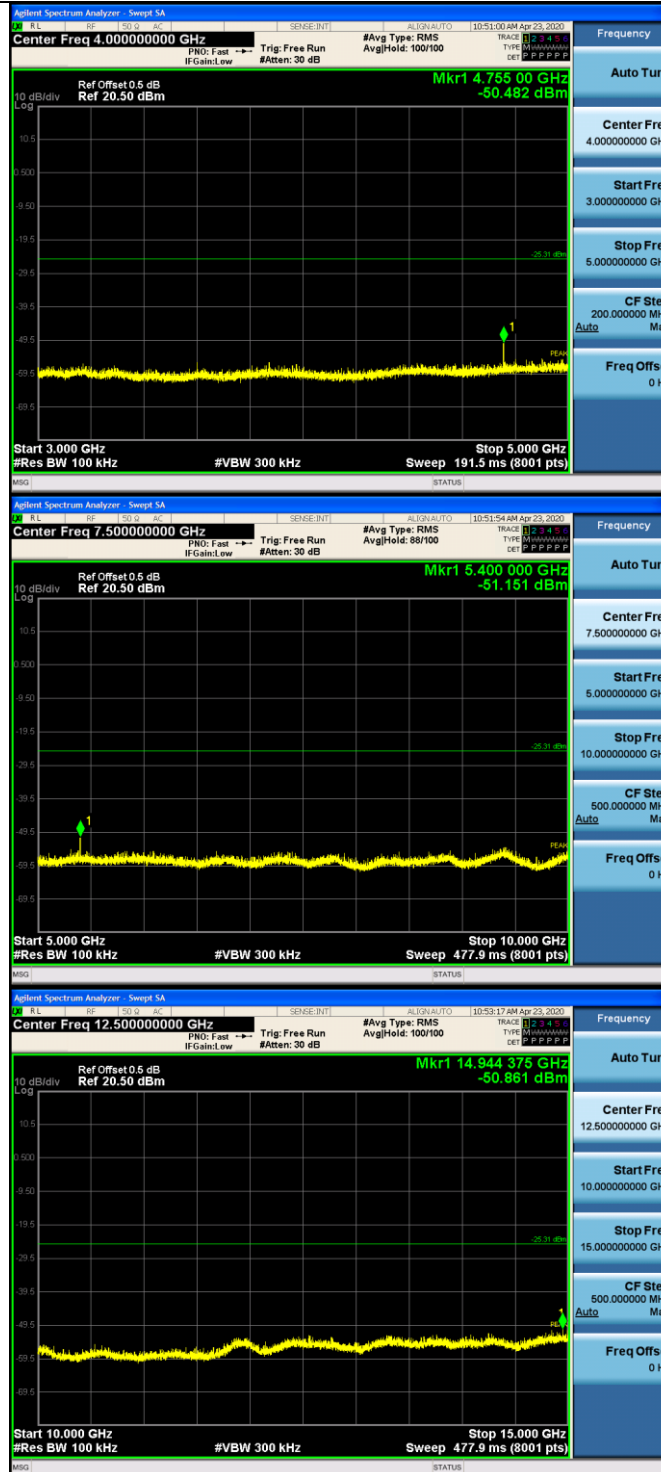 Agilent Spectrum Analyzer - Swept SA
RL RF 50 Ω AC SENSE:INT ALIGN AUTO 10:51:00 AM Apr 23, 2020
Center Freq 4.000000000 GHz #Avg Type: RMS TRACE 1 2 3 4 5 6 Frequency
PNO: Fast Trig: Free Run Avg|Hold: 100/100 TYPE M
IFGain:Low #Atten: 30 dB DET P P P P P P
Auto Tun
Mkr1 4.755 00 GHz
Ref Offset 0.5 dB
10 dB/div Ref 20.50 dBm -50.482 dBm
Log
Center Fre
4.000000000 GH
10.5
0.500
Start Fre
3.000000000 GH
-9.50
-19.5
Stop Fre
5.000000000 GH
-25.31 dBm
-29.5
CF Ste
200.000000 MH
Auto Ma
-39.5
1
-49.5
PEAK
Freq Offs
0 H
-59.5
-69.5
Start 3.000 GHz Stop 5.000 GHz
#Res BW 100 kHz #VBW 300 kHz Sweep 191.5 ms (8001 pts)
MSG STATUS
Agilent Spectrum Analyzer - Swept SA
RL RF 50 Ω AC SENSE:INT ALIGN AUTO 10:51:54 AM Apr 23, 2020
Center Freq 7.500000000 GHz #Avg Type: RMS TRACE 1 2 3 4 5 6 Frequency
PNO: Fast Trig: Free Run Avg|Hold: 88/100 TYPE M
IFGain:Low #Atten: 30 dB DET P P P P P P
Auto Tun
Mkr1 5.400 000 GHz
Ref Offset 0.5 dB
10 dB/div Ref 20.50 dBm -51.151 dBm
Log
Center Fre
7.500000000 GH
10.5
0.500
Start Fre
5.000000000 GH
-9.50
-19.5
Stop Fre
10.000000000 GH
-25.31 dBm
-29.5
CF Ste
500.000000 MH
Auto Ma
-39.5
1
-49.5
PEAK
Freq Offs
0 H
-59.5
-69.5
Start 5.000 GHz Stop 10.000 GHz
#Res BW 100 kHz #VBW 300 kHz Sweep 477.9 ms (8001 pts)
MSG STATUS
Agilent Spectrum Analyzer - Swept SA
RL RF 50 Ω AC SENSE:INT ALIGN AUTO 10:53:17 AM Apr 23, 2020
Center Freq 12.500000000 GHz #Avg Type: RMS TRACE 1 2 3 4 5 6 Frequency
PNO: Fast Trig: Free Run Avg|Hold: 100/100 TYPE M
IFGain:Low #Atten: 30 dB DET P P P P P P
Auto Tun
Mkr1 14.944 375 GHz
Ref Offset 0.5 dB
10 dB/div Ref 20.50 dBm -50.861 dBm
Log
Center Fre
12.500000000 GH
10.5
0.500
Start Fre
10.000000000 GH
-9.50
-19.5
Stop Fre
15.000000000 GH
-25.31 dBm
-29.5
CF Ste
500.000000 MH
Auto Ma
-39.5
1
-49.5
Freq Offs
0 H
-59.5
-69.5
Start 10.000 GHz Stop 15.000 GHz
#Res BW 100 kHz #VBW 300 kHz Sweep 477.9 ms (8001 pts)
MSG STATUS